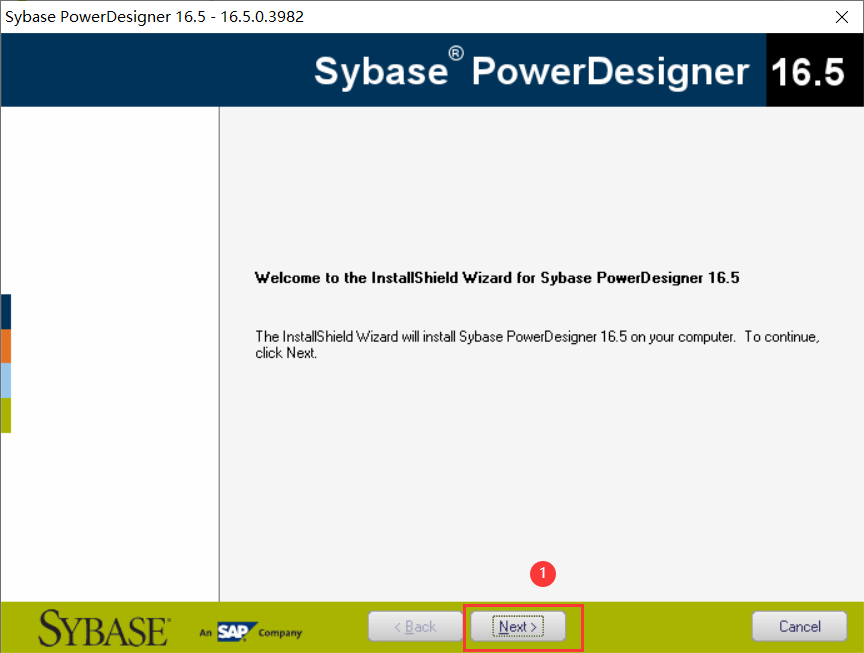 Sybase PowerDesigner 16.5 - 16.5.0.3982
Sybase® PowerDesigner 16.5
Welcome to the InstallShield Wizard for Sybase PowerDesigner 16.5
The InstallShield Wizard will install Sybase PowerDesigner 16.5 on your computer. To continue,
click Next.
1
SYBASE® An SAP Company < Back Next > Cancel